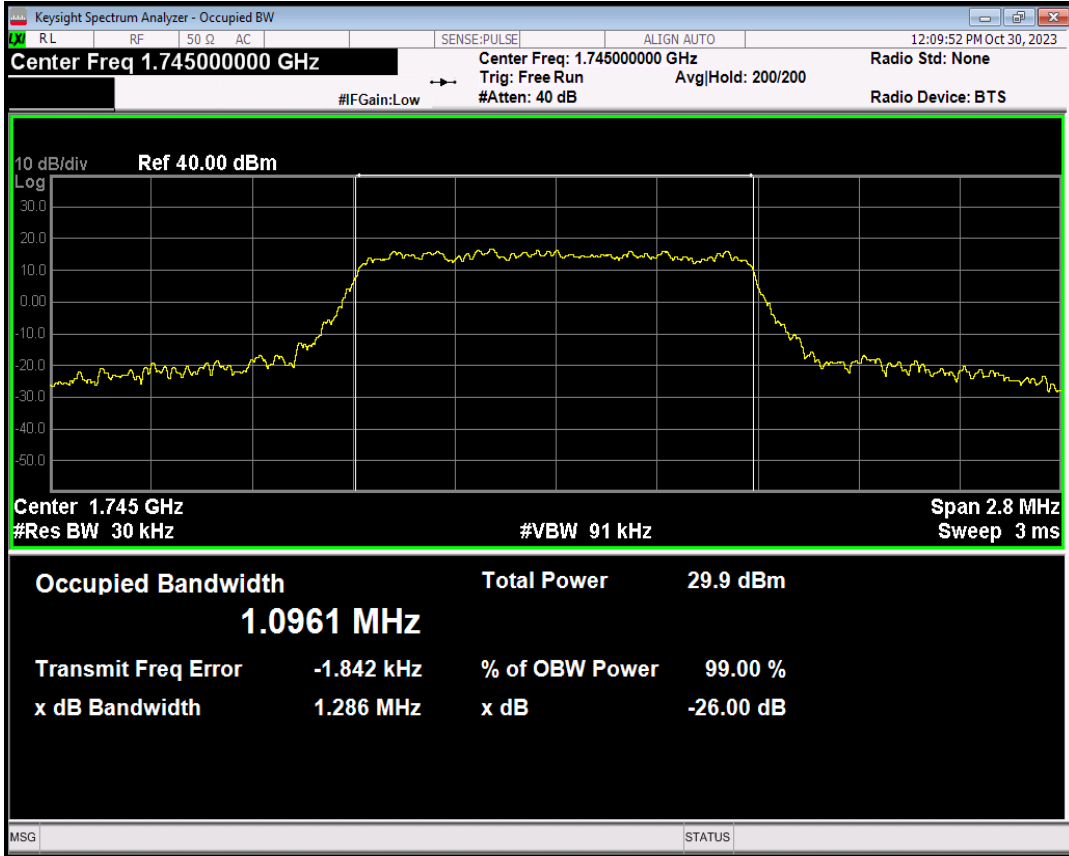 Keysight Spectrum Analyzer - Occupied BW
LXI RL RF 50 Ω AC SENSE:PULSE ALIGN AUTO 12:09:52 PM Oct 30, 2023
Center Freq 1.745000000 GHz
Center Freq: 1.745000000 GHz Radio Std: None
Trig: Free Run Avg|Hold: 200/200
#IFGain:Low #Atten: 40 dB Radio Device: BTS
10 dB/div Ref 40.00 dBm
Log
30.0
20.0
10.0
0.00
-10.0
-20.0
-30.0
-40.0
-50.0
Center 1.745 GHz Span 2.8 MHz
#Res BW 30 kHz #VBW 91 kHz Sweep 3 ms
Occupied Bandwidth Total Power 29.9 dBm
1.0961 MHz
Transmit Freq Error -1.842 kHz % of OBW Power 99.00 %
x dB Bandwidth 1.286 MHz x dB -26.00 dB
MSG STATUS